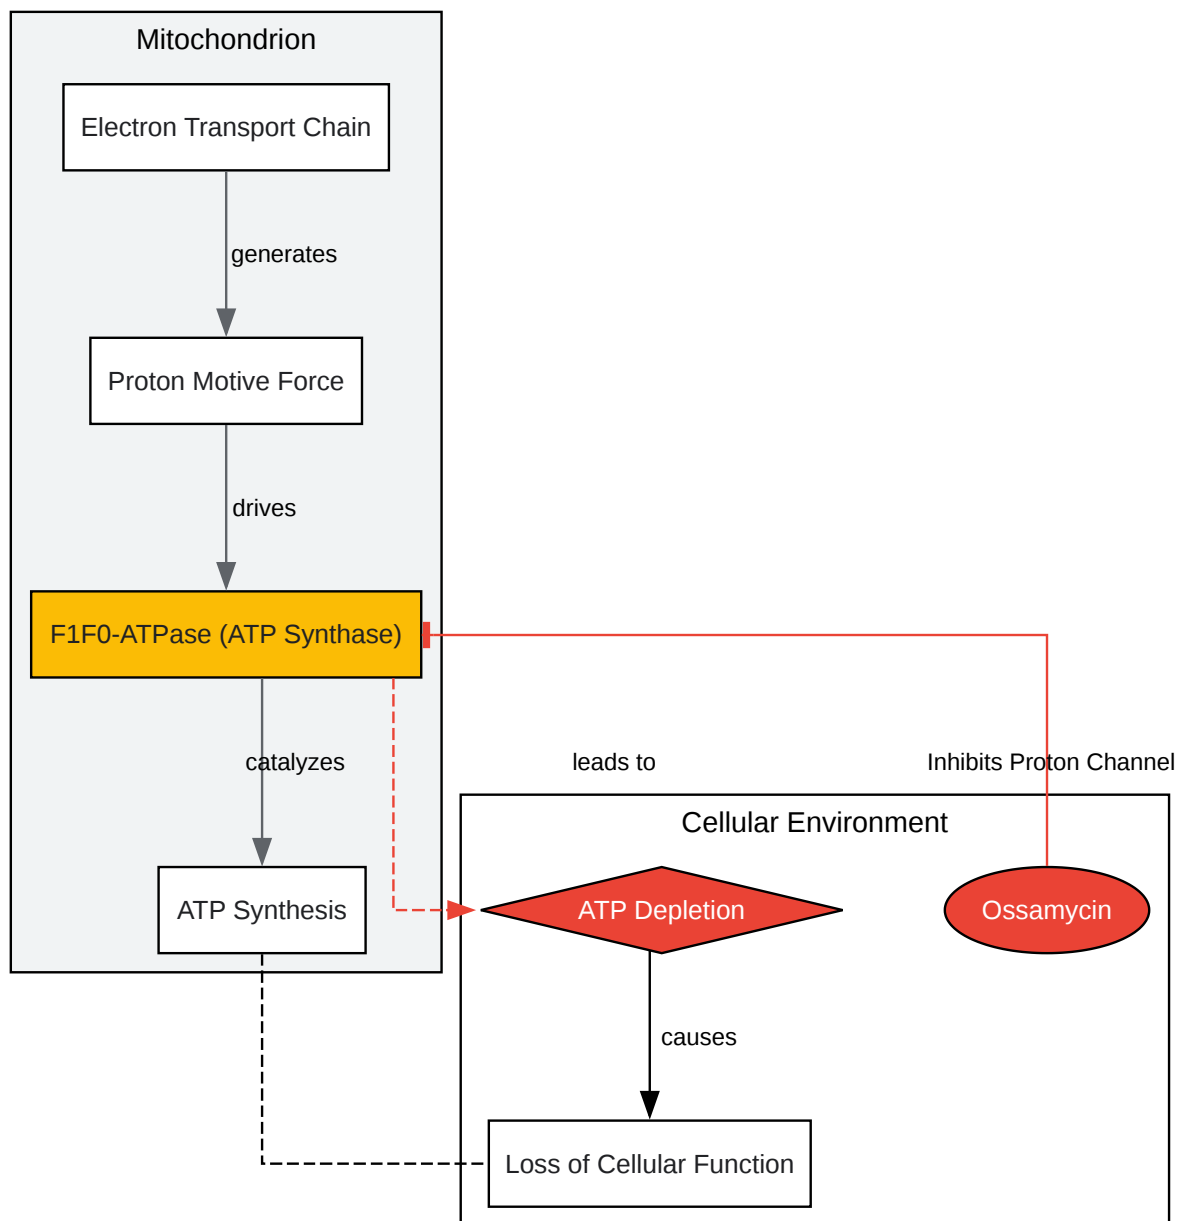 Mitochondrion
Electron Transport Chain
generates
Proton Motive Force
drives
F1F0-ATPase (ATP Synthase)
catalyzes
leads to
Inhibits Proton Channel
Cellular Environment
ATP Synthesis
ATP Depletion
Ossamycin
causes
Loss of Cellular Function